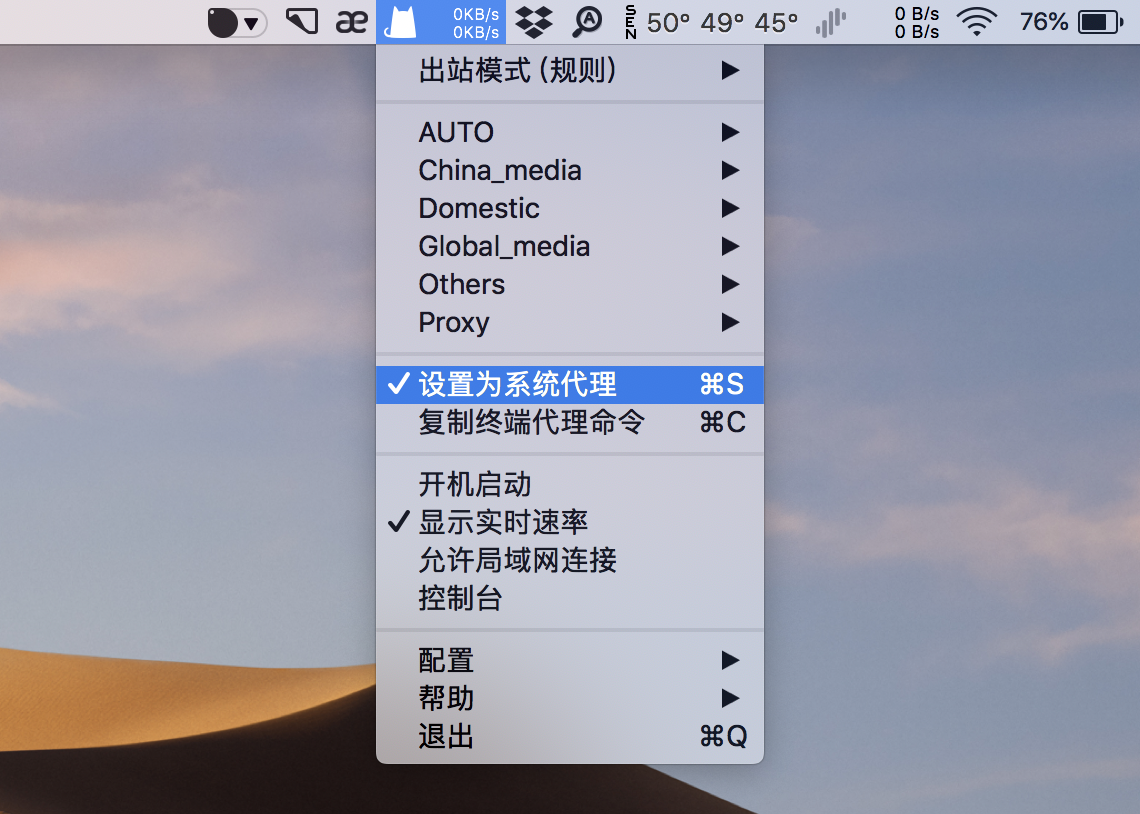 æ
0KB/s
0KB/s
A
SEN
50° 49° 45°
0 B/s
0 B/s
76%
出站模式 (规则)
AUTO
China_media
Domestic
Global_media
Others
Proxy
设置为系统代理 ⌘S
复制终端代理命令 ⌘C
开机启动
显示实时速率
允许局域网连接
控制台
配置
帮助
退出 ⌘Q